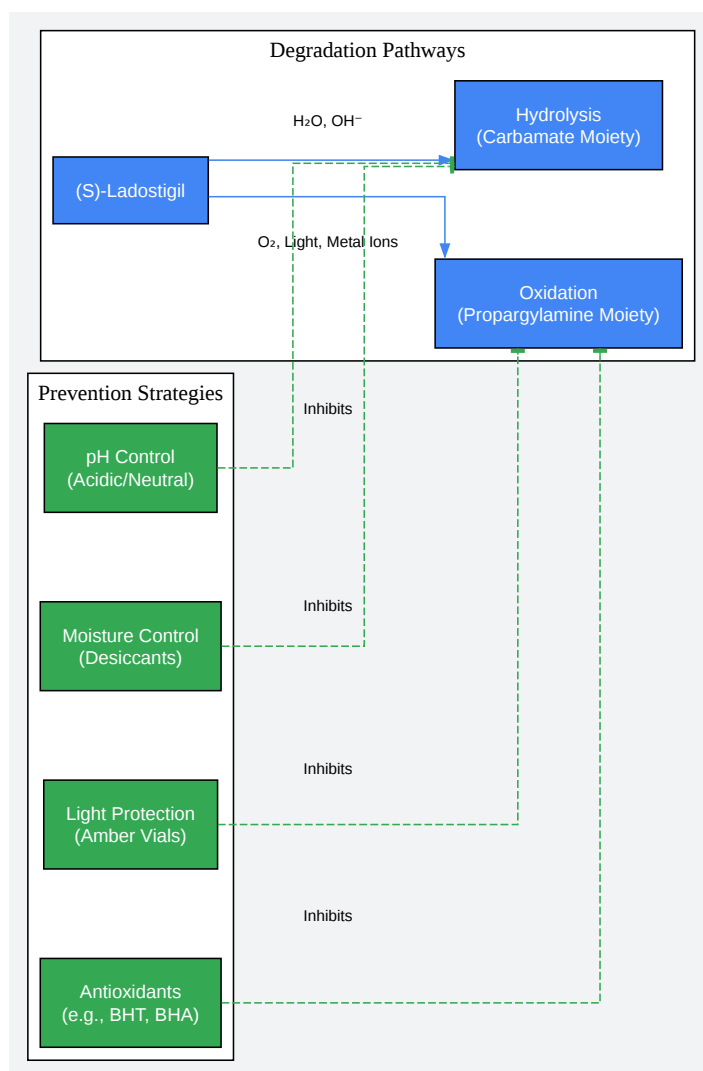 Degradation Pathways
H₂O, OH⁻
Hydrolysis
(Carbamate Moiety)
(S)-Ladostigil
O₂, Light, Metal Ions
Oxidation
(Propargylamine Moiety)
Prevention Strategies
Inhibits
pH Control
(Acidic/Neutral)
Inhibits
Moisture Control
(Desiccants)
Inhibits
Light Protection
(Amber Vials)
Inhibits
Antioxidants
(e.g., BHT, BHA)